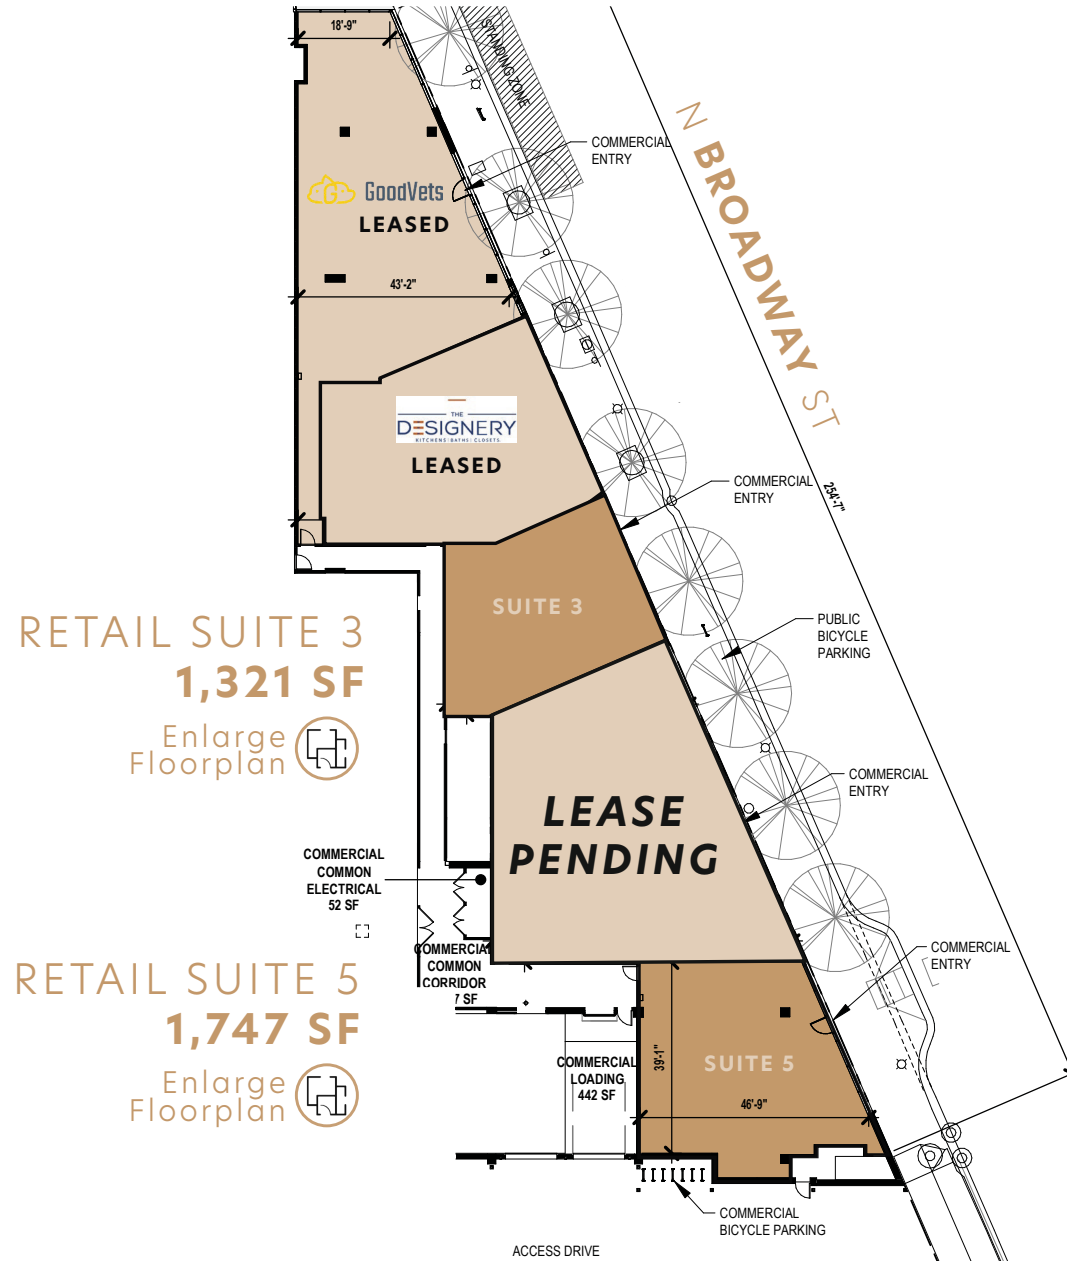 18'-9"
STANDING ZONE
COMMERCIAL
ENTRY
N BROADWAY ST
GoodVets
LEASED
43'-2"
THE
DESIGNERY
KITCHENS | BATHS | CLOSETS
LEASED
COMMERCIAL
ENTRY
254'-7"
SUITE 3
RETAIL SUITE 3
1,321 SF
Enlarge
Floorplan
PUBLIC
BICYCLE
PARKING
COMMERCIAL
ENTRY
LEASE
PENDING
COMMERCIAL
COMMON
ELECTRICAL
52 SF
COMMERCIAL
COMMON
CORRIDOR
7 SF
COMMERCIAL
ENTRY
RETAIL SUITE 5
1,747 SF
Enlarge
Floorplan
COMMERCIAL
LOADING
442 SF
39'-1"
SUITE 5
46'-9"
COMMERCIAL
BICYCLE PARKING
ACCESS DRIVE